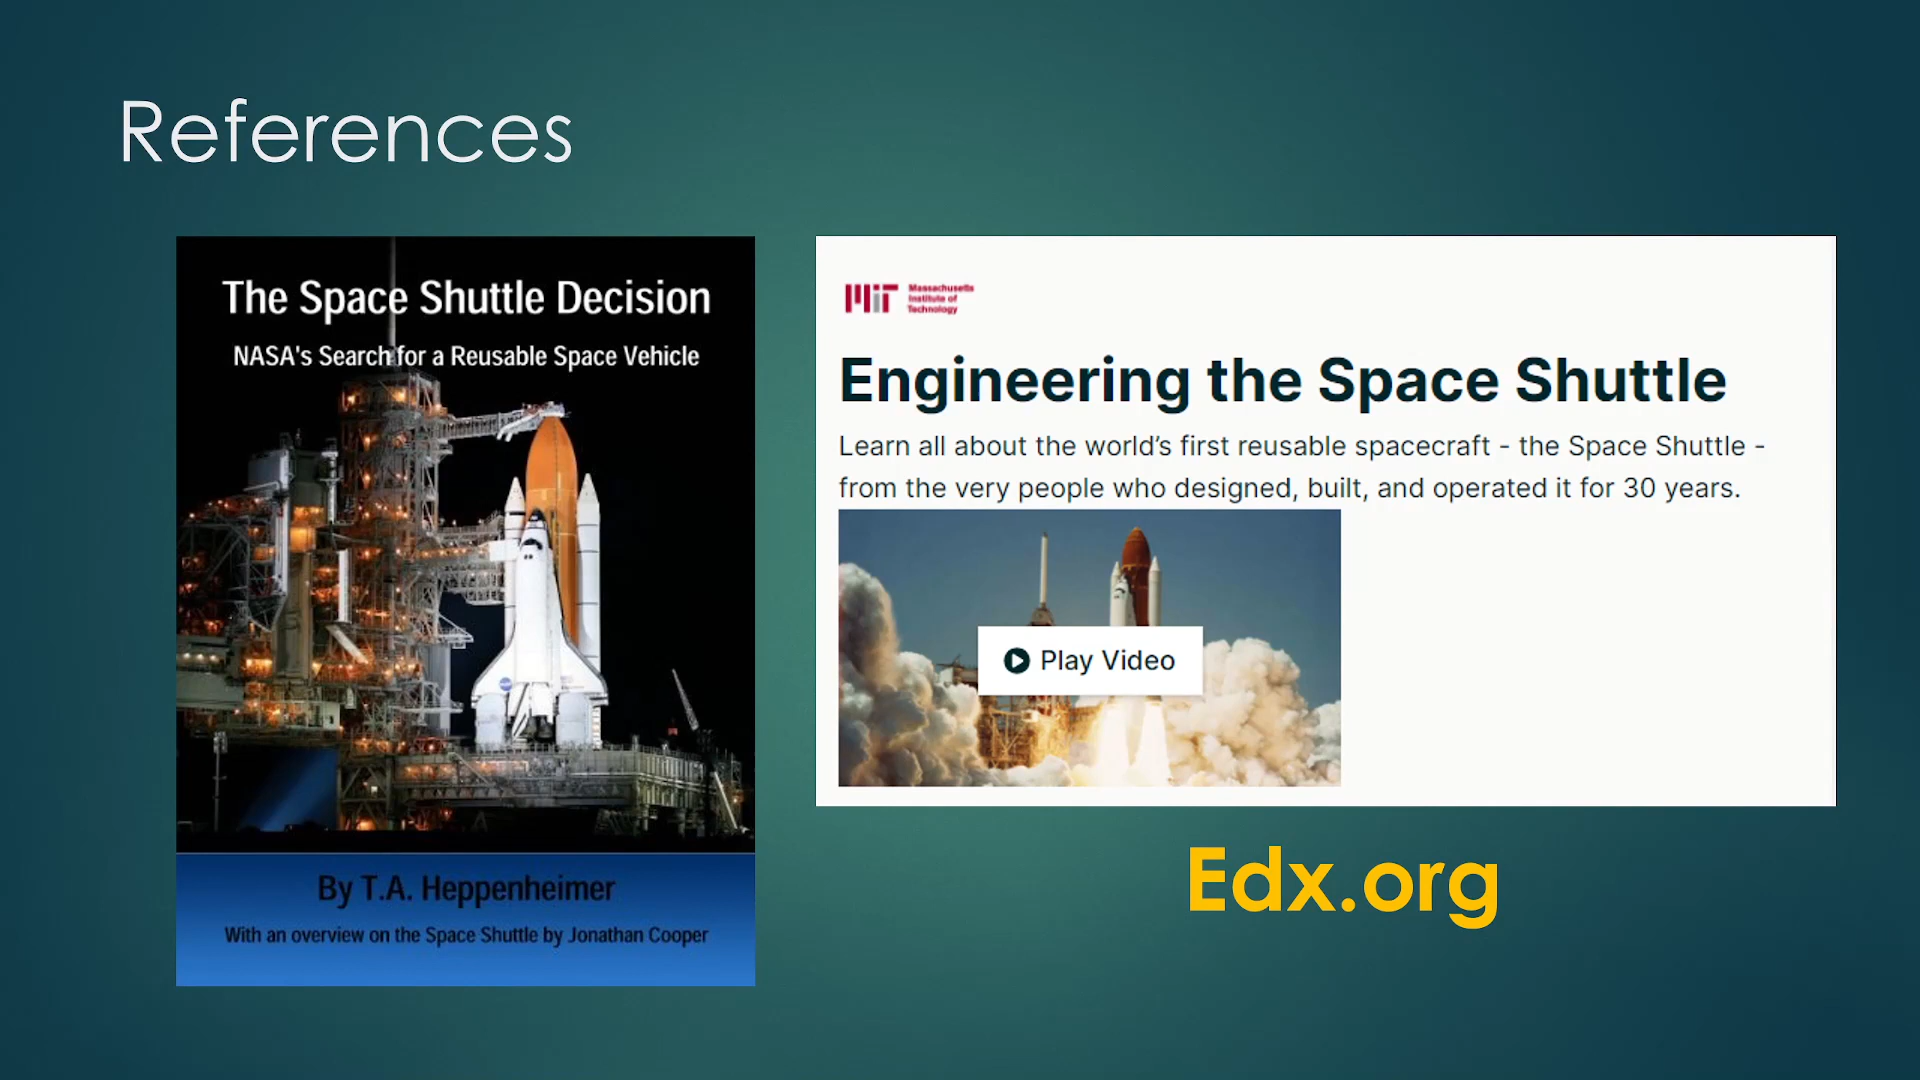 References
The Space Shuttle Decision
NASA's Search for a Reusable Space Vehicle
By T.A. Heppenheimer
With an overview on the Space Shuttle by Jonathan Cooper
MIT
Massachusetts
Institute of
Technology
Engineering the Space Shuttle
Learn all about the world’s first reusable spacecraft - the Space Shuttle -
from the very people who designed, built, and operated it for 30 years.
Play Video
Edx.org